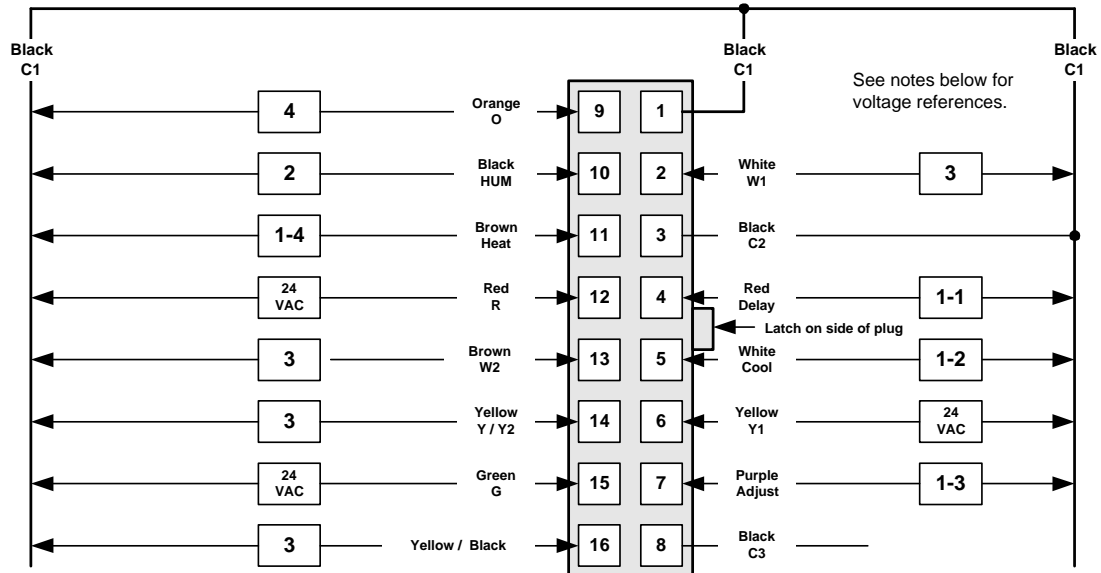 Black
C1
Black
C1
Black
C1
See notes below for
voltage references.
4
Orange
O
9
1
2
Black
HUM
10
2
White
W1
3
1-4
Brown
Heat
11
3
Black
C2
24
VAC
Red
R
12
4
Red
Delay
1-1
Latch on side of plug
3
Brown
W2
13
5
White
Cool
1-2
3
Yellow
Y / Y2
14
6
Yellow
Y1
24
VAC
24
VAC
Green
G
15
7
Purple
Adjust
1-3
3
Yellow / Black
16
8
Black
C3